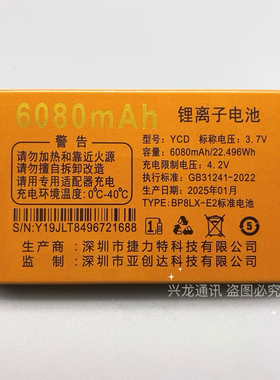 6080mAh
锂离子电池
警告
请勿加热和靠近火源
请勿擅自拆卸改造
请用专用适配器充电
充电环境温度:0℃-40℃
S/N:Y19JLT8496721688
型号:YCD 标称电压:3.7V
容量:6080mAh/22.496Wh
充电限制电压:4.2V
执行标准:GB31241-2022
日期:2025年01月
TYPE:BP8LX-E2标准电池
生产商:深圳市捷力特科技有限公司
制造商:深圳市亚创达科技有限公司
兴龙通讯 盗图必究